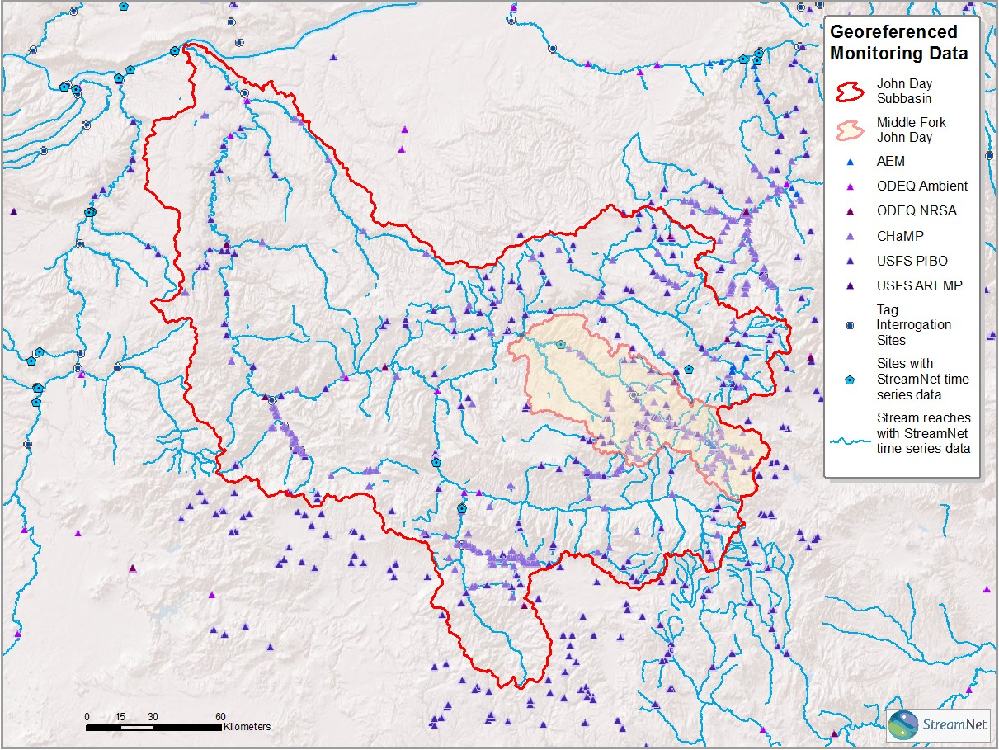 Georeferenced
Monitoring Data
John Day
Subbasin
Middle Fork
John Day
AEM
ODEQ Ambient
ODEQ NRSA
CHaMP
USFS PIBO
USFS AREMP
Tag
Interrogation
Sites
Sites with
StreamNet time
series data
Stream reaches
with StreamNet
time series data
0 15 30 60
Kilometers
StreamNet